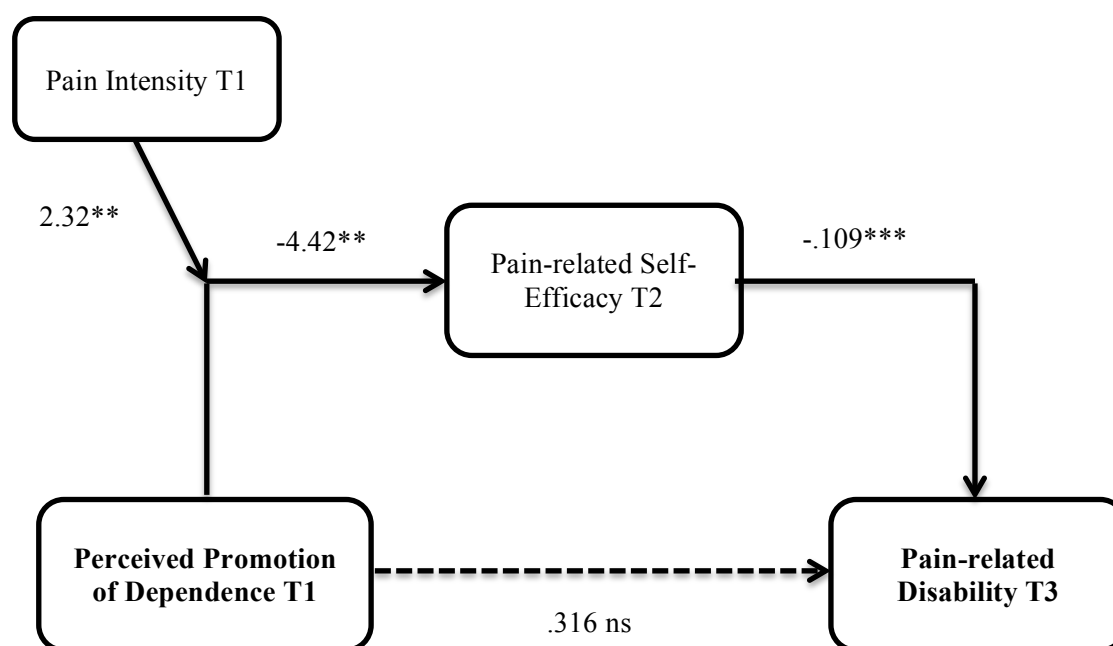 Pain Intensity T1
2.32**
-4.42**
Pain-related Self-
Efficacy T2
-.109***
Perceived Promotion
of Dependence T1
.316 ns
Pain-related
Disability T3